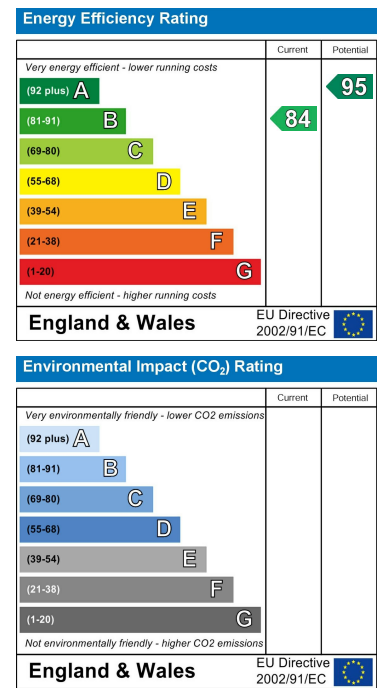 Energy Efficiency Rating
Current Potential
Very energy efficient - lower running costs
(92 plus) A
95
(81-91) B
84
(69-80) C
(55-68) D
(39-54) E
(21-38) F
(1-20) G
Not energy efficient - higher running costs
England & Wales
EU Directive
2002/91/EC
Environmental Impact (CO₂) Rating
Current Potential
Very environmentally friendly - lower CO2 emissions
(92 plus) A
(81-91) B
(69-80) C
(55-68) D
(39-54) E
(21-38) F
(1-20) G
Not environmentally friendly - higher CO2 emissions
England & Wales
EU Directive
2002/91/EC